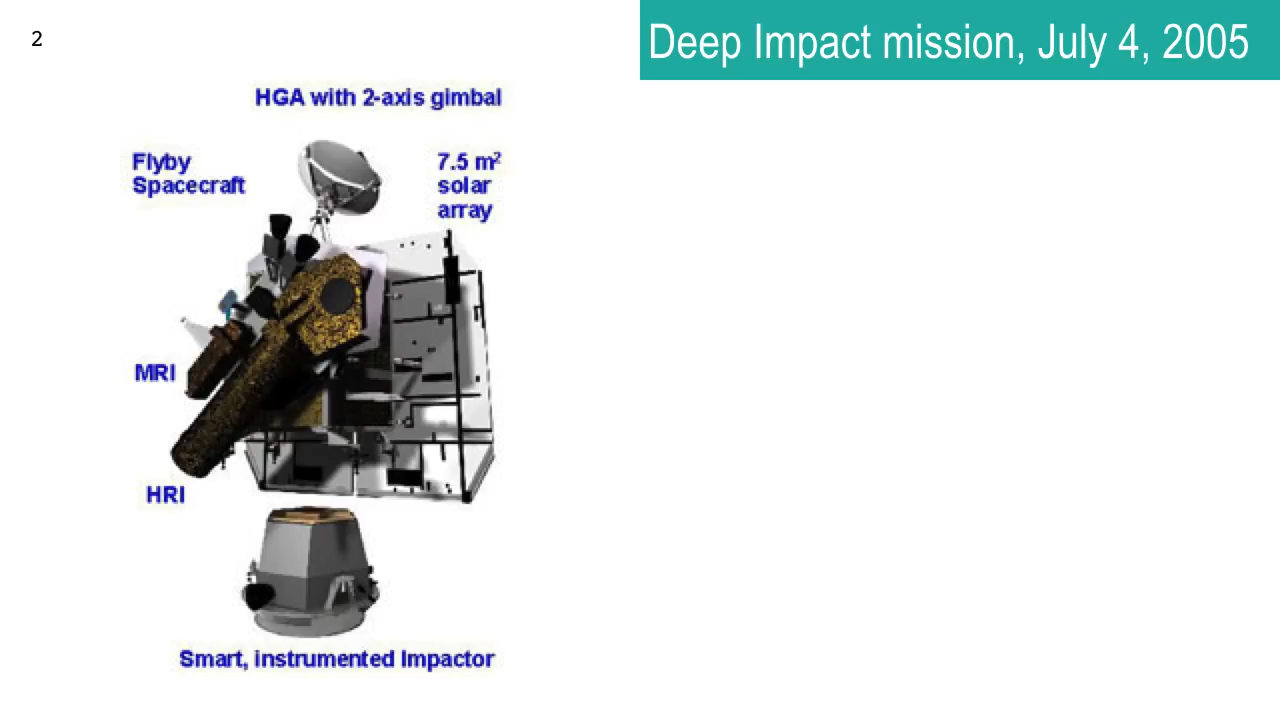 2
Deep Impact mission, July 4, 2005
HGA with 2-axis gimbal
Flyby
Spacecraft
7.5 m²
solar
array
MRI
HRI
Smart, instrumented Impactor